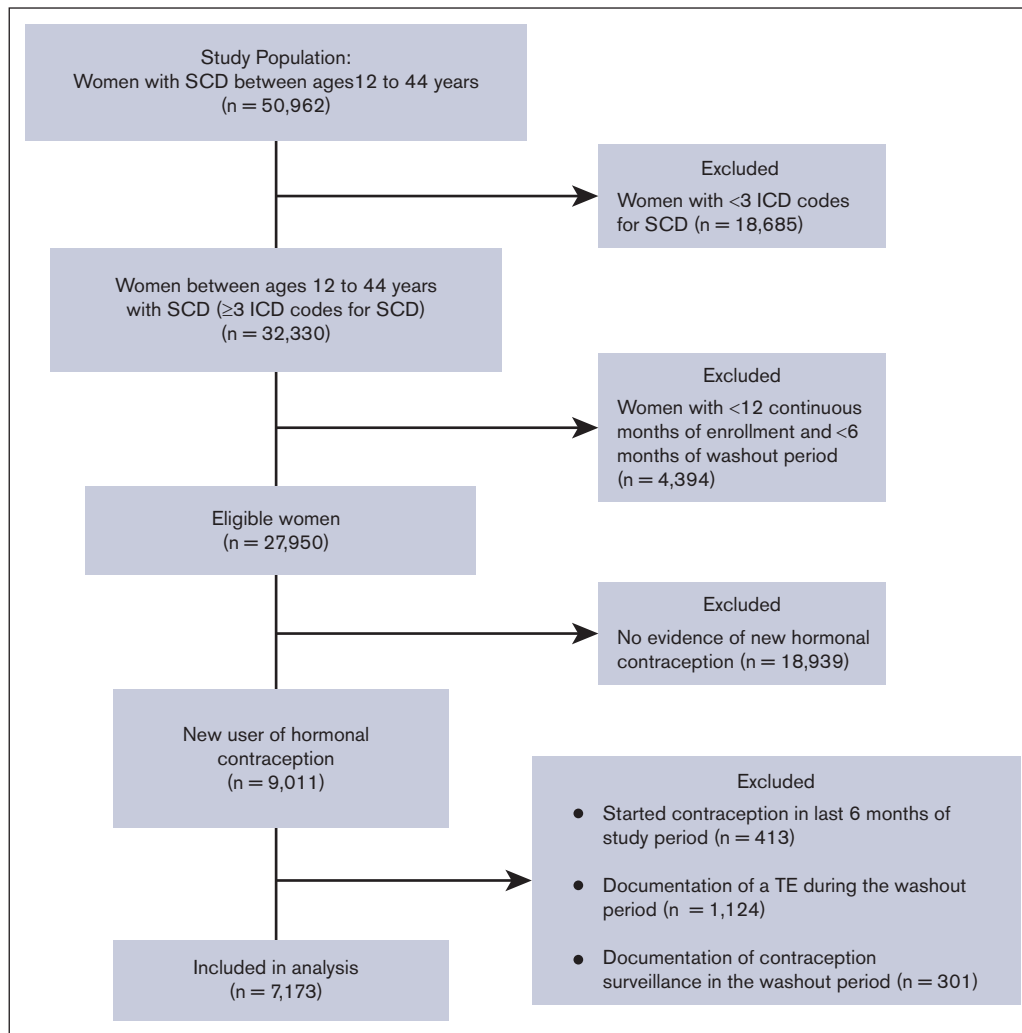 Study Population:
Women with SCD between ages12 to 44 years
(n = 50,962)
Excluded
Women with <3 ICD codes
for SCD (n = 18,685)
Women between ages 12 to 44 years
with SCD (≥3 ICD codes for SCD)
(n = 32,330)
Excluded
Women with <12 continuous
months of enrollment and <6
months of washout period
(n = 4,394)
Eligible women
(n = 27,950)
Excluded
No evidence of new hormonal
contraception (n = 18,939)
New user of hormonal
contraception
(n = 9,011)
Excluded
● Started contraception in last 6 months of
study period (n = 413)
● Documentation of a TE during the washout
period (n = 1,124)
● Documentation of contraception
surveillance in the washout period (n = 301)
Included in analysis
(n = 7,173)